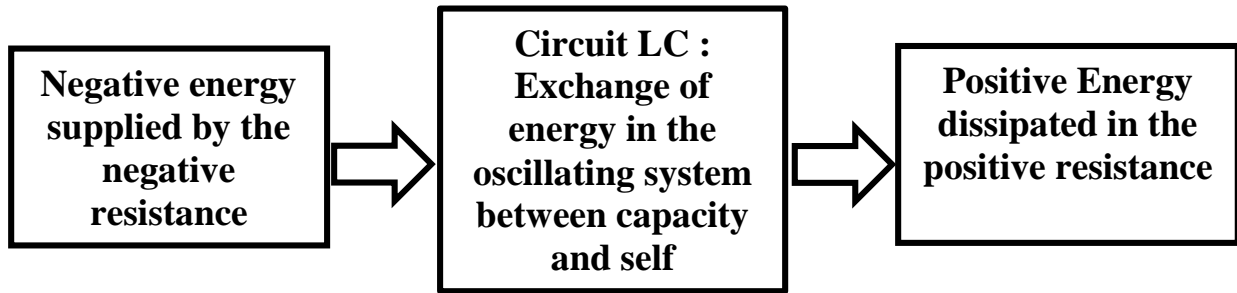 Negative energy
supplied by the
negative
resistance
Circuit LC :
Exchange of
energy in the
oscillating system
between capacity
and self
Positive Energy
dissipated in the
positive resistance